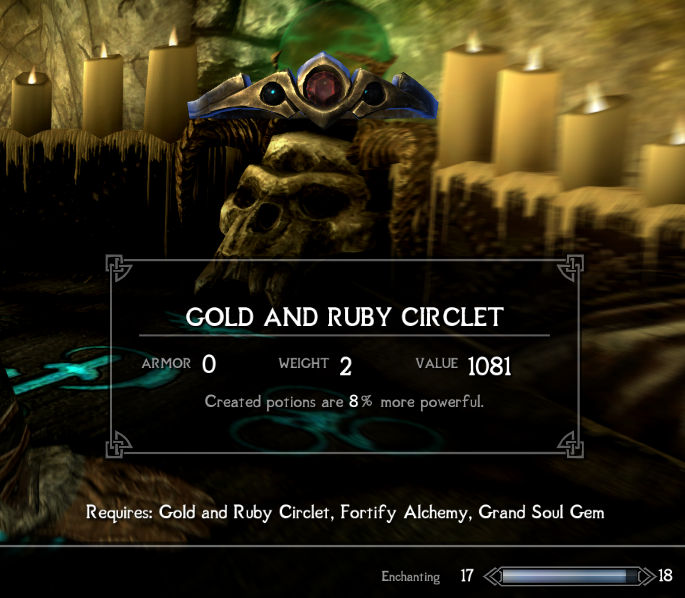 GOLD AND RUBY CIRCLET
ARMOR 0 WEIGHT 2 VALUE 1081
Created potions are 8% more powerful.
Requires: Gold and Ruby Circlet, Fortify Alchemy, Grand Soul Gem
Enchanting 17 18